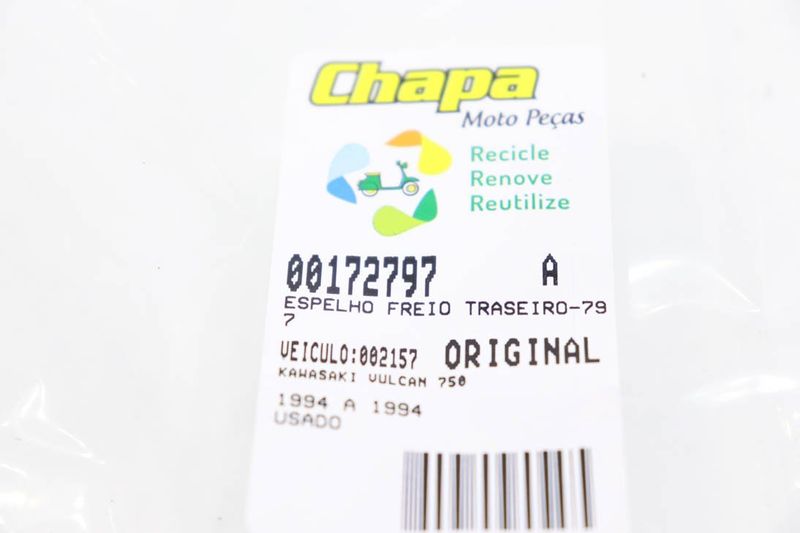 Chapa
Moto Peças
Recicle
Renove
Reutilize
00172797 A
ESPELHO FREIO TRASEIRO-79
7
VEICULO:002157 ORIGINAL
KAWASAKI VULCAN 750
1994 A 1994
USADO